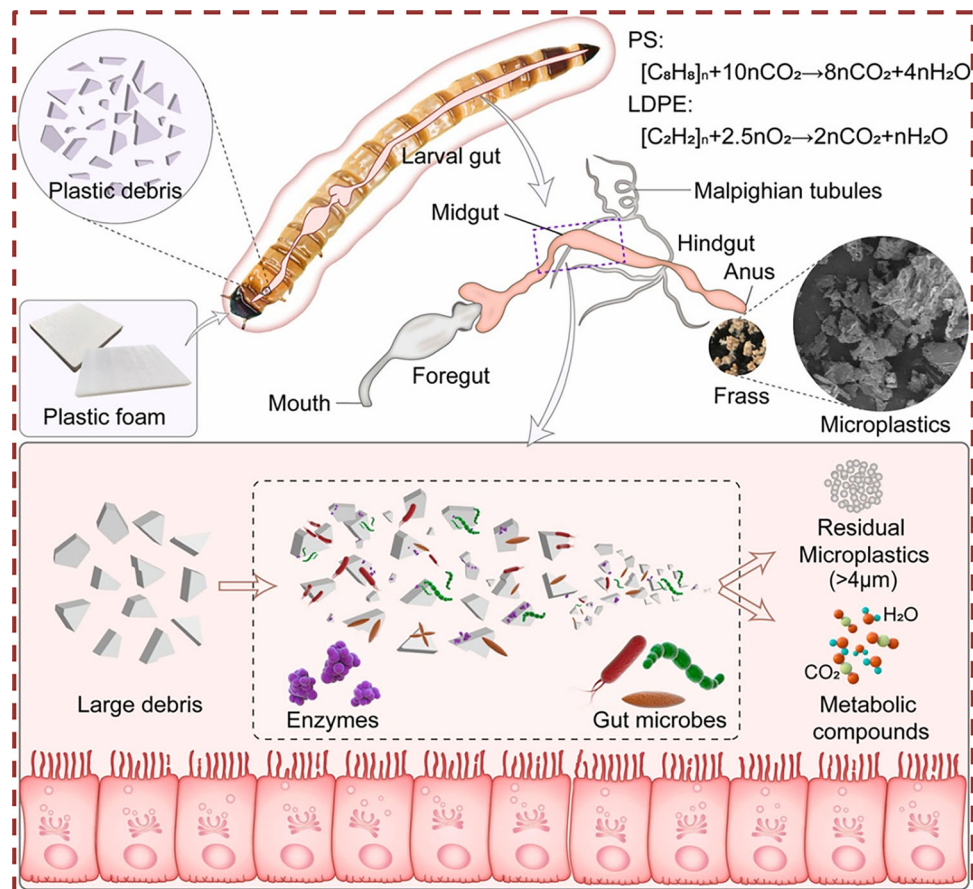 PS:
[C₈H₈]ₙ+10nCO₂→8nCO₂+4nH₂O
LDPE:
[C₂H₂]ₙ+2.5nO₂→2nCO₂+nH₂O
Plastic debris
Larval gut
Malpighian tubules
Midgut
Hindgut
Anus
Plastic foam
Mouth
Foregut
Frass
Microplastics
Large debris
Enzymes
Gut microbes
Residual
Microplastics
(>4μm)
H₂O
CO₂
Metabolic
compounds